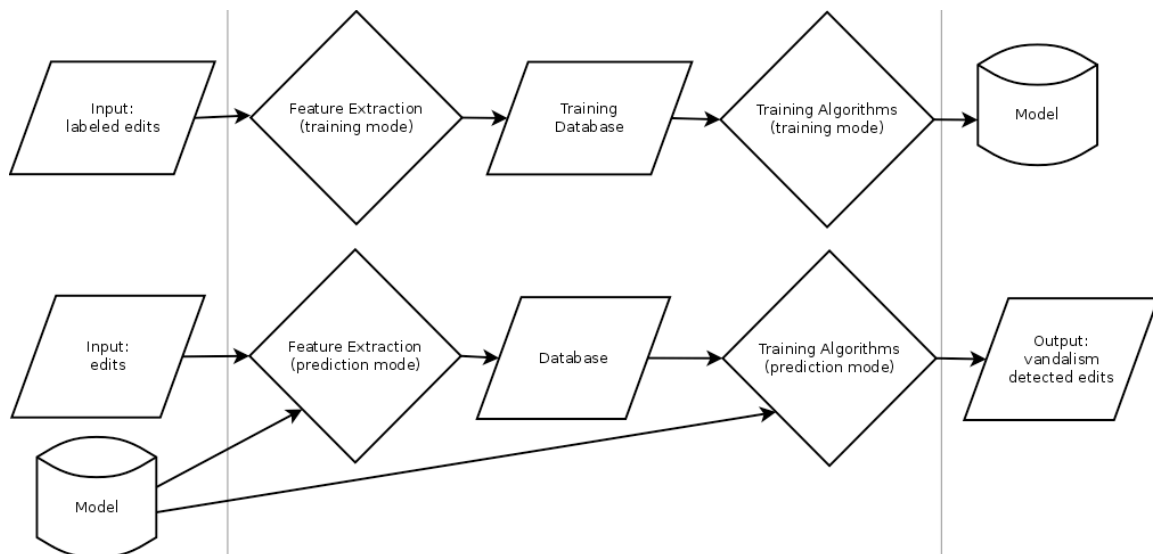 Input:
labeled edits
Feature Extraction
(training mode)
Training
Database
Training Algorithms
(training mode)
Model
Input:
edits
Feature Extraction
(prediction mode)
Database
Training Algorithms
(prediction mode)
Output:
vandalism
detected edits
Model